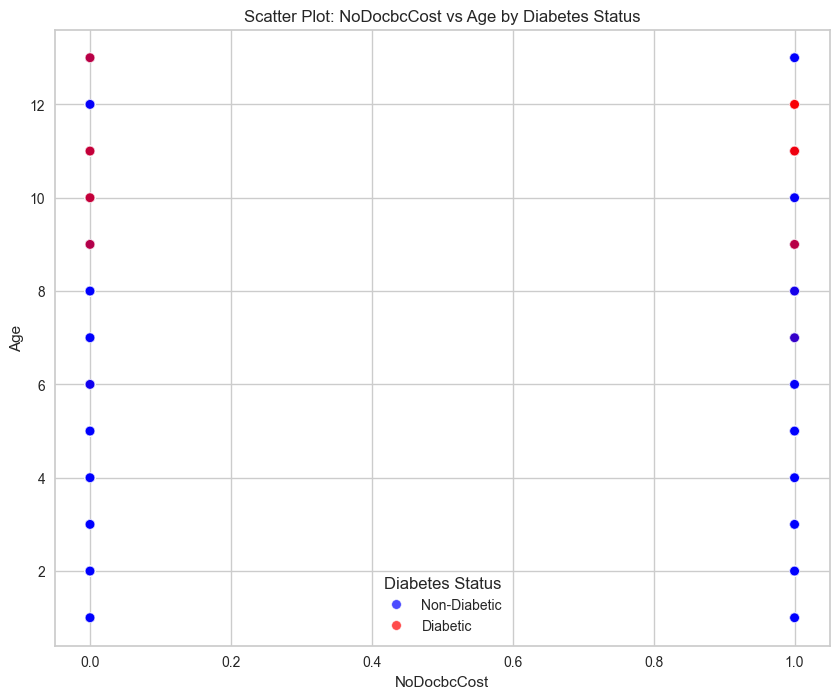 Scatter Plot: NoDocbcCost vs Age by Diabetes Status
12
10
8
6
4
2
Age
Diabetes Status
Non-Diabetic
Diabetic
0.0 0.2 0.4 0.6 0.8 1.0
NoDocbcCost